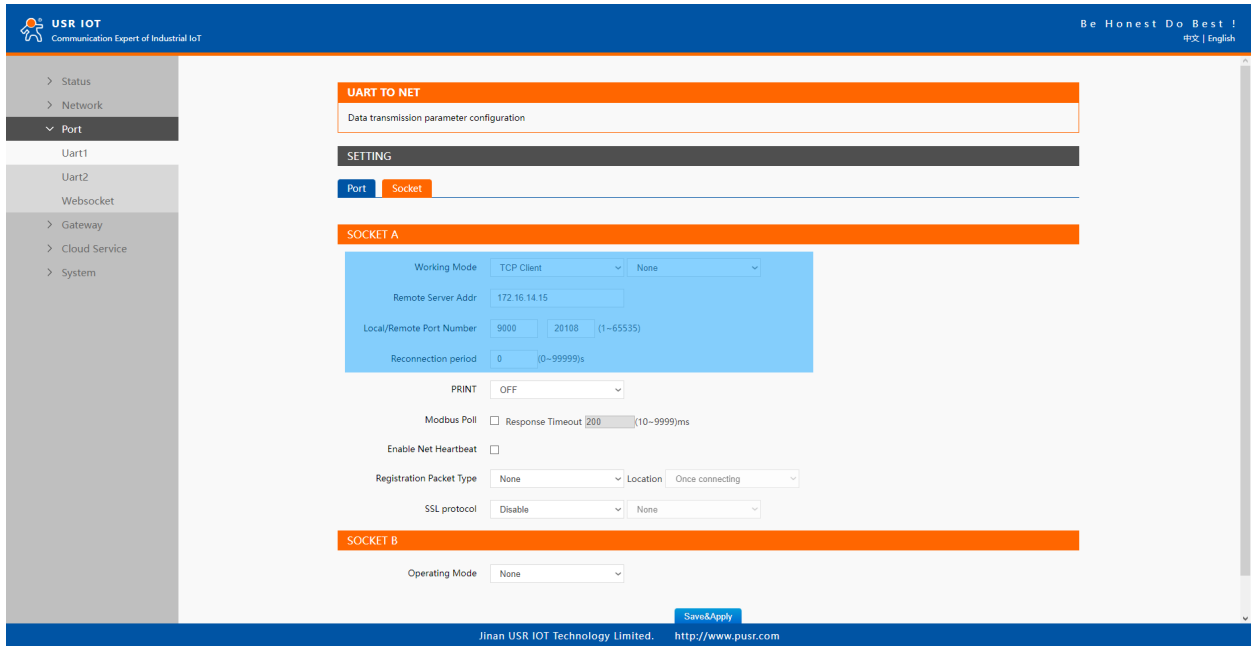 USR IOT
Communication Expert of Industrial IoT
Be Honest Do Best !
中文 | English
Status
Network
Port
Uart1
Uart2
Websocket
Gateway
Cloud Service
System
UART TO NET
Data transmission parameter configuration
SETTING
Port Socket
SOCKET A
Working Mode TCP Client None
Remote Server Addr 172.16.14.15
Local/Remote Port Number 9000 20108 (1~65535)
Reconnection period 0 (0~99999)s
PRINT OFF
Modbus Poll Response Timeout 200 (10~9999)ms
Enable Net Heartbeat
Registration Packet Type None Location Once connecting
SSL protocol Disable None
SOCKET B
Operating Mode None
Save&Apply
Jinan USR IOT Technology Limited. http://www.pusr.com